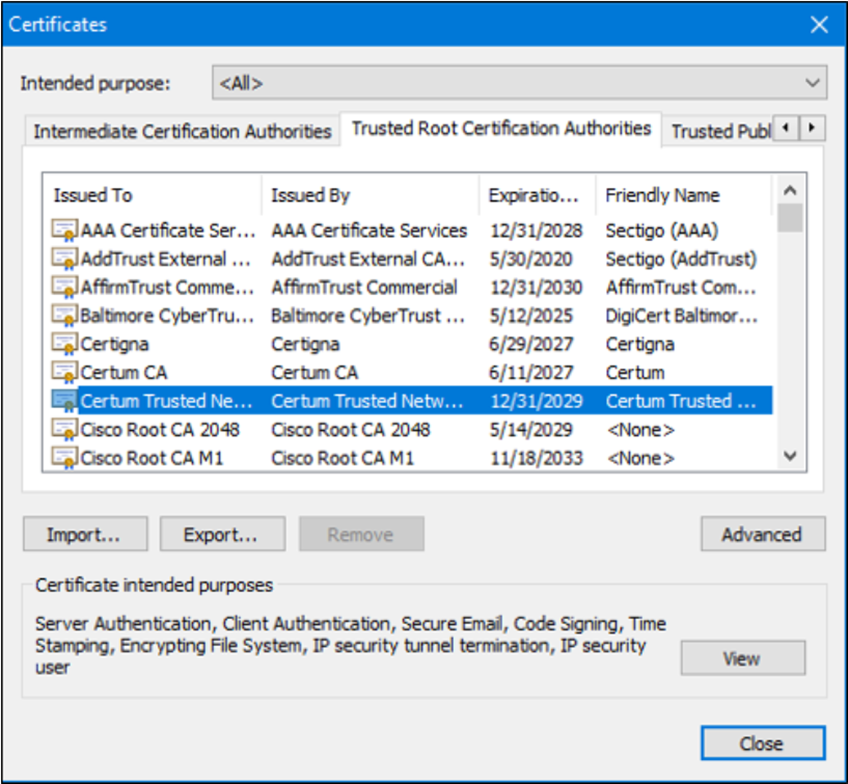 Certificates
Intended purpose: <All>
Intermediate Certification Authorities Trusted Root Certification Authorities Trusted Publ
Issued To Issued By Expiratio... Friendly Name
AAA Certificate Ser... AAA Certificate Services 12/31/2028 Sectigo (AAA)
AddTrust External ... AddTrust External CA... 5/30/2020 Sectigo (AddTrust)
AffirmTrust Comme... AffirmTrust Commercial 12/31/2030 AffirmTrust Com...
Baltimore CyberTru... Baltimore CyberTrust ... 5/12/2025 DigiCert Baltimor...
Certigna Certigna 6/29/2027 Certigna
Certum CA Certum CA 6/11/2027 Certum
Certum Trusted Ne... Certum Trusted Netw... 12/31/2029 Certum Trusted ...
Cisco Root CA 2048 Cisco Root CA 2048 5/14/2029 <None>
Cisco Root CA M1 Cisco Root CA M1 11/18/2033 <None>
Import... Export... Remove Advanced
Certificate intended purposes
Server Authentication, Client Authentication, Secure Email, Code Signing, Time
Stamping, Encrypting File System, IP security tunnel termination, IP security
user
View
Close